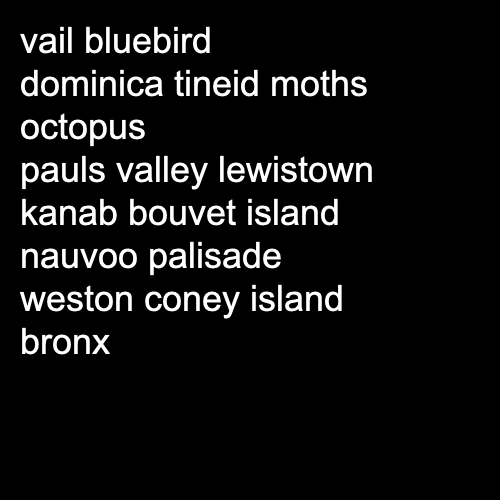 vail bluebird
dominica tineid moths
octopus
pauls valley lewistown
kanab bouvet island
nauvoo palisade
weston coney island
bronx